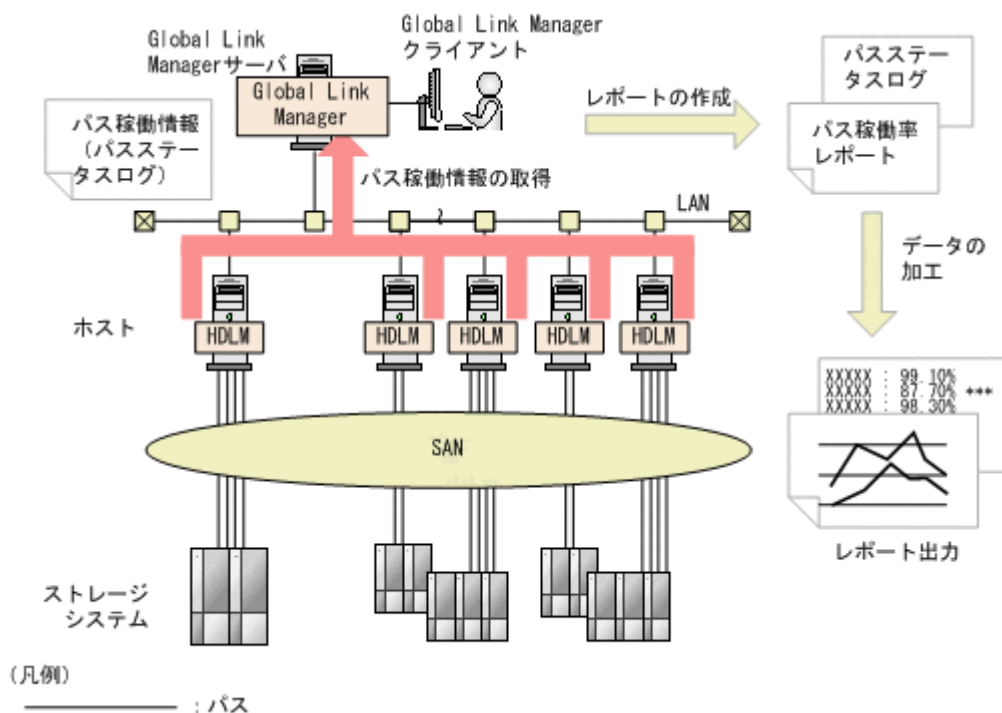 Global Link
Managerサーバ
Global Link Manager
クライアント
Global Link
Manager
パス稼働情報
（パスステー
タスログ）
パス稼働情報の取得
LAN
レポートの作成
パスステー
タスログ
パス稼働率
レポート
データの
加工
ホスト
HDLM
HDLM
HDLM
HDLM
HDLM
SAN
XXXXX : 99.10%
XXXXX : 87.70% ***
XXXXX : 98.30%
レポート出力
ストレージ
システム
(凡例)
：パス